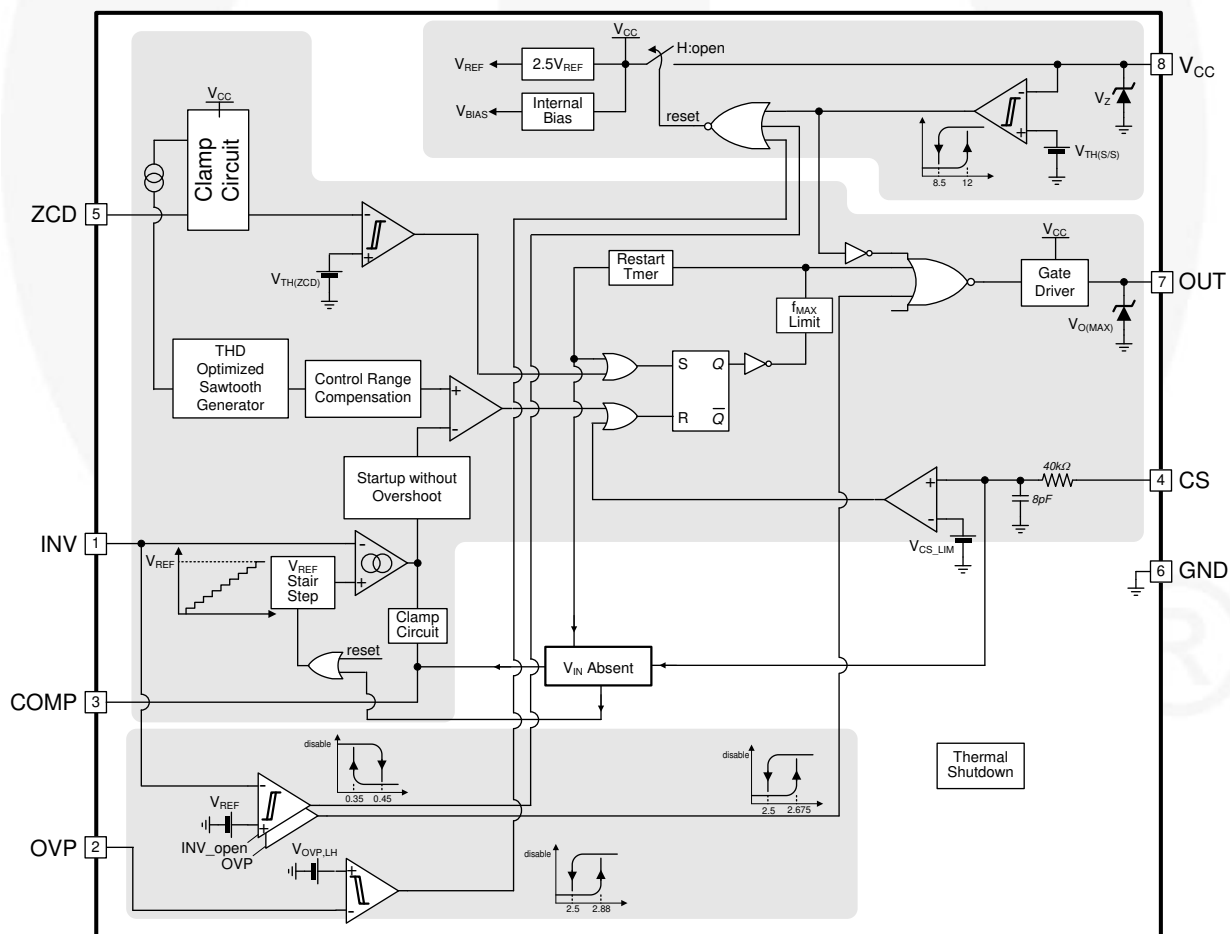 VCC
H:open
VREF
2.5VREF
8
VCC
VZ
VBIAS
Internal
Bias
reset
VTH(S/S)
8.5
12
VCC
Clamp
Circuit
ZCD
5
VTH(ZCD)
Restart
Tmer
VCC
Gate
Driver
7
OUT
VO(MAX)
fMAX
Limit
THD
Optimized
Sawtooth
Generator
Control Range
Compensation
S
Q
R
Q
Startup without
Overshoot
40kΩ
4
CS
8pF
VCS_LIM
INV
1
VREF
VREF
Stair
Step
6
GND
Clamp
Circuit
reset
VIN Absent
COMP
3
disable
0.35
0.45
disable
2.5
2.675
Thermal
Shutdown
VREF
INV_open
OVP
OVP
2
VOVP,LH
disable
2.5
2.88
®